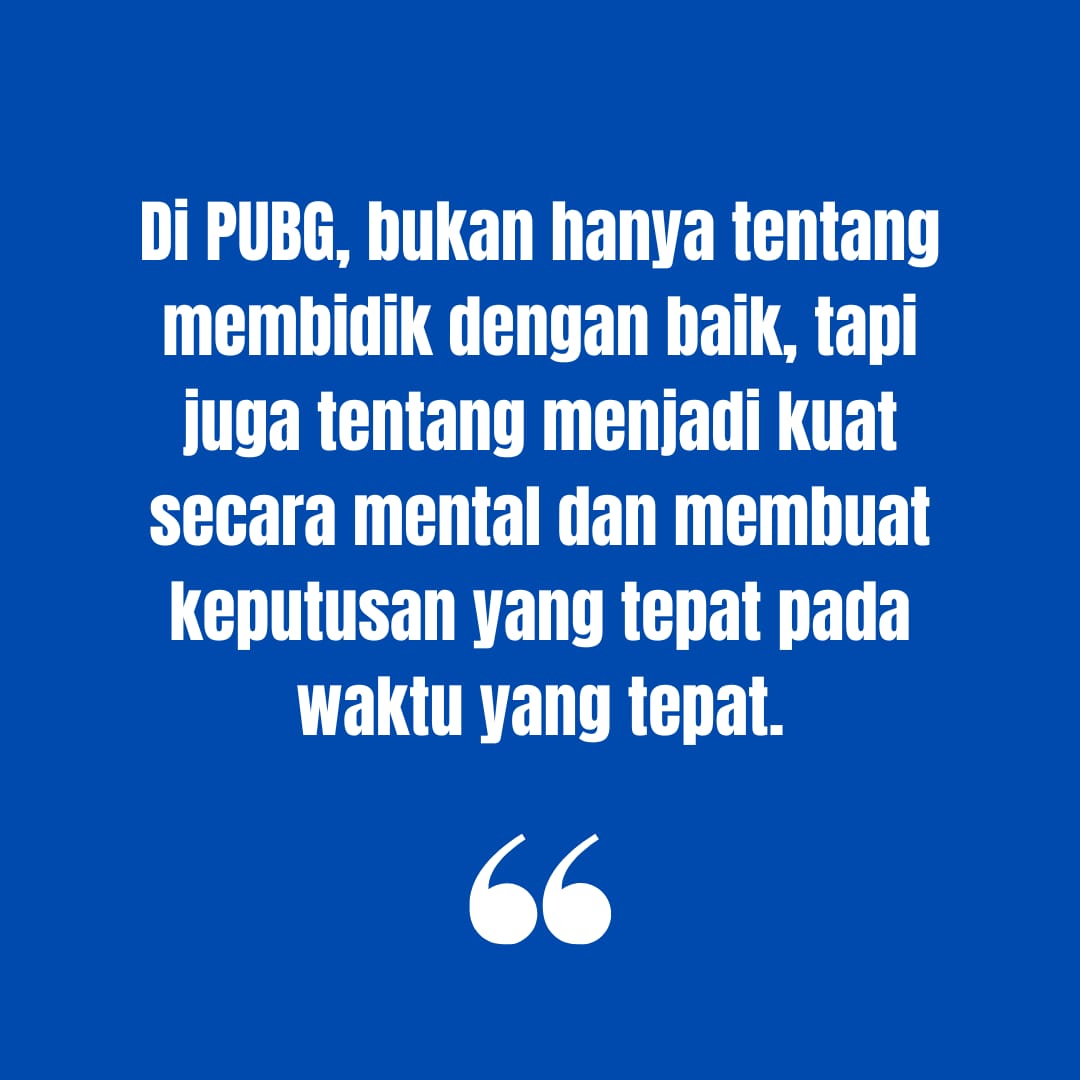 Di PUBG, bukan hanya tentang
membidik dengan baik, tapi
juga tentang menjadi kuat
secara mental dan membuat
keputusan yang tepat pada
waktu yang tepat.
“